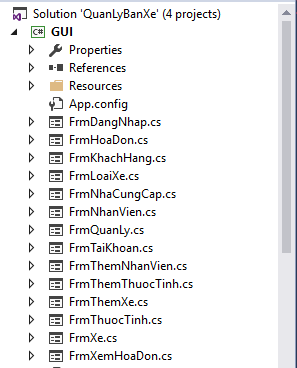 Solution 'QuanLyBanXe' (4 projects)
C# GUI
Properties
References
Resources
App.config
FrmDangNhap.cs
FrmHoaDon.cs
FrmKhachHang.cs
FrmLoaiXe.cs
FrmNhaCungCap.cs
FrmNhanVien.cs
FrmQuanLy.cs
FrmTaiKhoan.cs
FrmThemNhanVien.cs
FrmThemThuocTinh.cs
FrmThemXe.cs
FrmThuocTinh.cs
FrmXe.cs
FrmXemHoaDon.cs